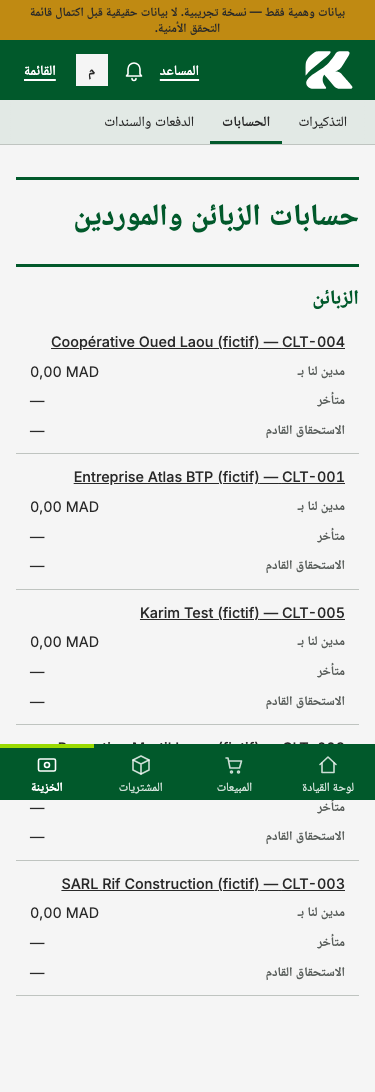 بيانات وهمية فقط — نسخة تجريبية. لا بيانات حقيقية قبل اكتمال قائمة
التحقق الأمنية.
المساعد
م
القائمة
التذكيرات
الحسابات
الدفعات والسندات
حسابات الزبائن والموردين
الزبائن
Coopérative Oued Laou (fictif) — CLT-004
مدين لنا بـ
0,00 MAD
متأخر
—
الاستحقاق القادم
—
Entreprise Atlas BTP (fictif) — CLT-001
مدين لنا بـ
0,00 MAD
متأخر
—
الاستحقاق القادم
—
Karim Test (fictif) — CLT-005
مدين لنا بـ
0,00 MAD
متأخر
—
الاستحقاق القادم
—
لوحة القيادة
المبيعات
المشتريات
الخزينة
متأخر
—
الاستحقاق القادم
—
SARL Rif Construction (fictif) — CLT-003
مدين لنا بـ
0,00 MAD
متأخر
—
الاستحقاق القادم
—